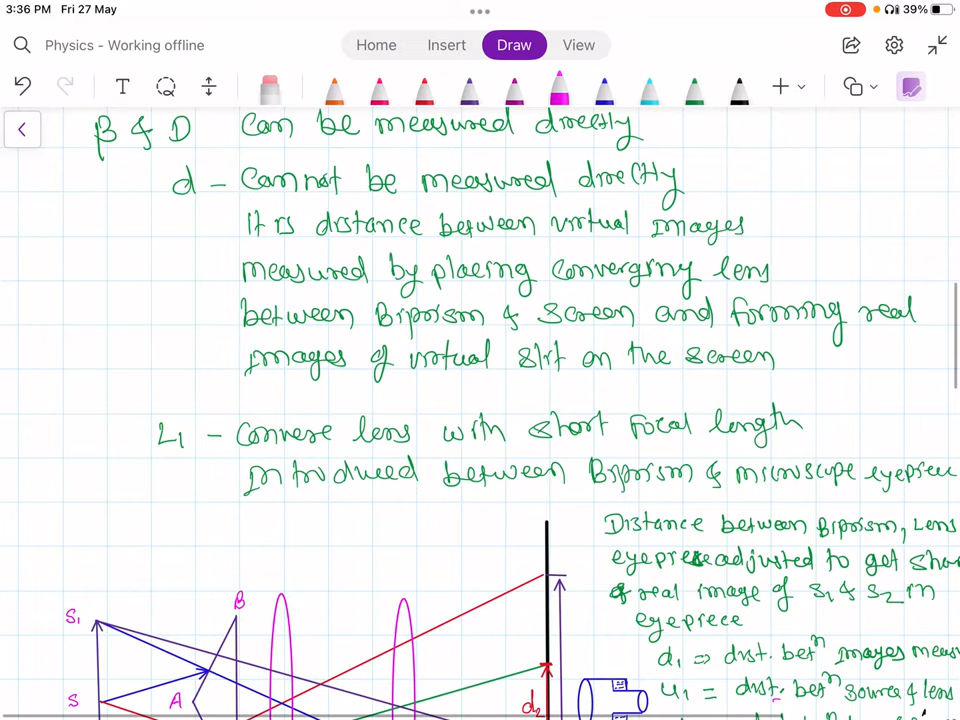 3:36 PM Fri 27 May
39%
Physics - Working offline
Home Insert Draw View
β & D Can be measured directly
d - Cannot be measured directly
It is distance between virtual images
measured by placing converging lens
between Biprism & Screen and forming real
images of virtual slit on the screen
L1 - Convexe lens with short Focal length
Introduced between Biprism & microscope eyepiece
Distance between Biprism, Lens
eyepiece adjusted to get shar
of real image of S1 & S2 in
eyepiece
d1 => dist. betⁿ images meas
u1 = dist. betⁿ source & lens
S1
B
S
A
d2